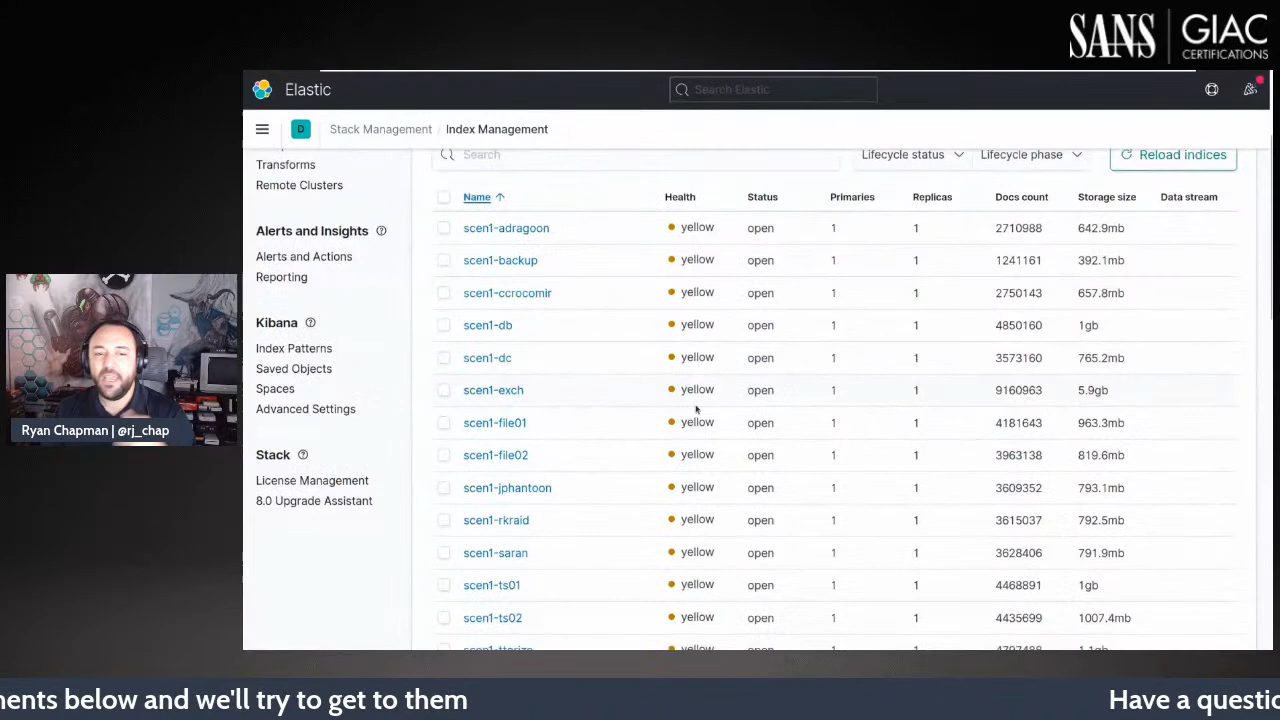 SANS GIAC
CERTIFICATIONS
Elastic
Search Elastic
D Stack Management / Index Management
Transforms
Remote Clusters
Alerts and Insights
Alerts and Actions
Reporting
Kibana
Index Patterns
Saved Objects
Spaces
Advanced Settings
Stack
License Management
8.0 Upgrade Assistant
Search Lifecycle status Lifecycle phase Reload indices
Name Health Status Primaries Replicas Docs count Storage size Data stream
scen1-adragoon yellow open 1 1 2710988 642.9mb
scen1-backup yellow open 1 1 1241161 392.1mb
scen1-ccrocomir yellow open 1 1 2750143 657.8mb
scen1-db yellow open 1 1 4850160 1gb
scen1-dc yellow open 1 1 3573160 765.2mb
scen1-exch yellow open 1 1 9160963 5.9gb
scen1-file01 yellow open 1 1 4181643 963.3mb
scen1-file02 yellow open 1 1 3963138 819.6mb
scen1-jphantoon yellow open 1 1 3609352 793.1mb
scen1-rkraid yellow open 1 1 3615037 792.5mb
scen1-saran yellow open 1 1 3628406 791.9mb
scen1-ts01 yellow open 1 1 4468891 1gb
scen1-ts02 yellow open 1 1 4435699 1007.4mb
Ryan Chapman | @rj_chap
nents below and we'll try to get to them
Have a questio